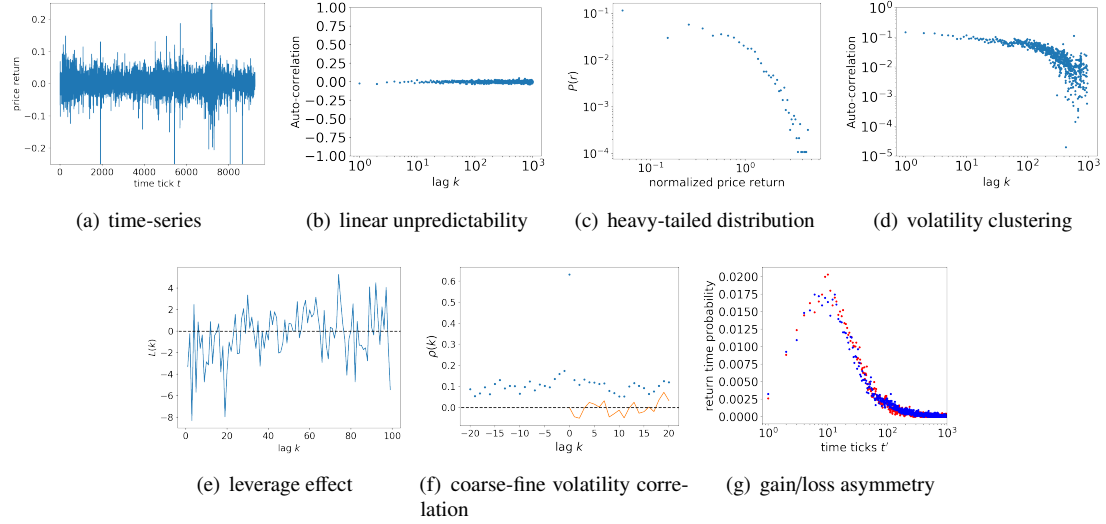 0.2
0.1
0.0
−0.1
−0.2
price return
0 2000 4000 6000 8000
time tick t
(a) time-series
1.00
0.75
0.50
0.25
0.00
−0.25
−0.50
−0.75
−1.00
Auto-correlation
10^0 10^1 10^2 10^3
lag k
(b) linear unpredictability
10^−1
10^−2
10^−3
10^−4
P(r)
10^−1 10^0
normalized price return
(c) heavy-tailed distribution
10^0
10^−1
10^−2
10^−3
10^−4
10^−5
Auto-correlation
10^0 10^1 10^2 10^3
lag k
(d) volatility clustering
4
2
0
−2
−4
−6
−8
L(k)
0 20 40 60 80 100
lag k
(e) leverage effect
0.6
0.5
0.4
0.3
0.2
0.1
0.0
ρ(k)
−20 −15 −10 −5 0 5 10 15 20
lag k
(f) coarse-fine volatility corre-
lation
0.0200
0.0175
0.0150
0.0125
0.0100
0.0075
0.0050
0.0025
0.0000
return time probability
10^0 10^1 10^2 10^3
time ticks t′
(g) gain/loss asymmetry